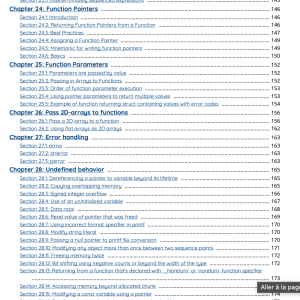 Section 23.3: Indeterminately sequenced expressions 145
Chapter 24: Function Pointers 146
Section 24.1: Introduction 146
Section 24.2: Returning Function Pointers from a Function 146
Section 24.3: Best Practices 147
Section 24.4: Assigning a Function Pointer 149
Section 24.5: Mnemonic for writing function pointers 149
Section 24.6: Basics 150
Chapter 25: Function Parameters 152
Section 25.1: Parameters are passed by value 152
Section 25.2: Passing in Arrays to Functions 152
Section 25.3: Order of function parameter execution 153
Section 25.4: Using pointer parameters to return multiple values 153
Section 25.5: Example of function returning struct containing values with error codes 154
Chapter 26: Pass 2D-arrays to functions 156
Section 26.1: Pass a 2D-array to a function 156
Section 26.2: Using flat arrays as 2D arrays 162
Chapter 27: Error handling 163
Section 27.1: errno 163
Section 27.2: strerror 163
Section 27.3: perror 163
Chapter 28: Undefined behavior 165
Section 28.1: Dereferencing a pointer to variable beyond its lifetime 165
Section 28.2: Copying overlapping memory 165
Section 28.3: Signed integer overflow 166
Section 28.4: Use of an uninitialized variable 167
Section 28.5: Data race 168
Section 28.6: Read value of pointer that was freed 169
Section 28.7: Using incorrect format specifier in printf 170
Section 28.8: Modify string literal 170
Section 28.9: Passing a null pointer to printf %s conversion 170
Section 28.10: Modifying any object more than once between two sequence points 171
Section 28.11: Freeing memory twice 172
Section 28.12: Bit shifting using negative counts or beyond the width of the type 172
Section 28.13: Returning from a function that's declared with `_Noreturn` or `noreturn` function specifier
173
Section 28.14: Accessing memory beyond allocated chunk
Section 28.15: Modifying a const variable using a pointer 174
Aller à la pag